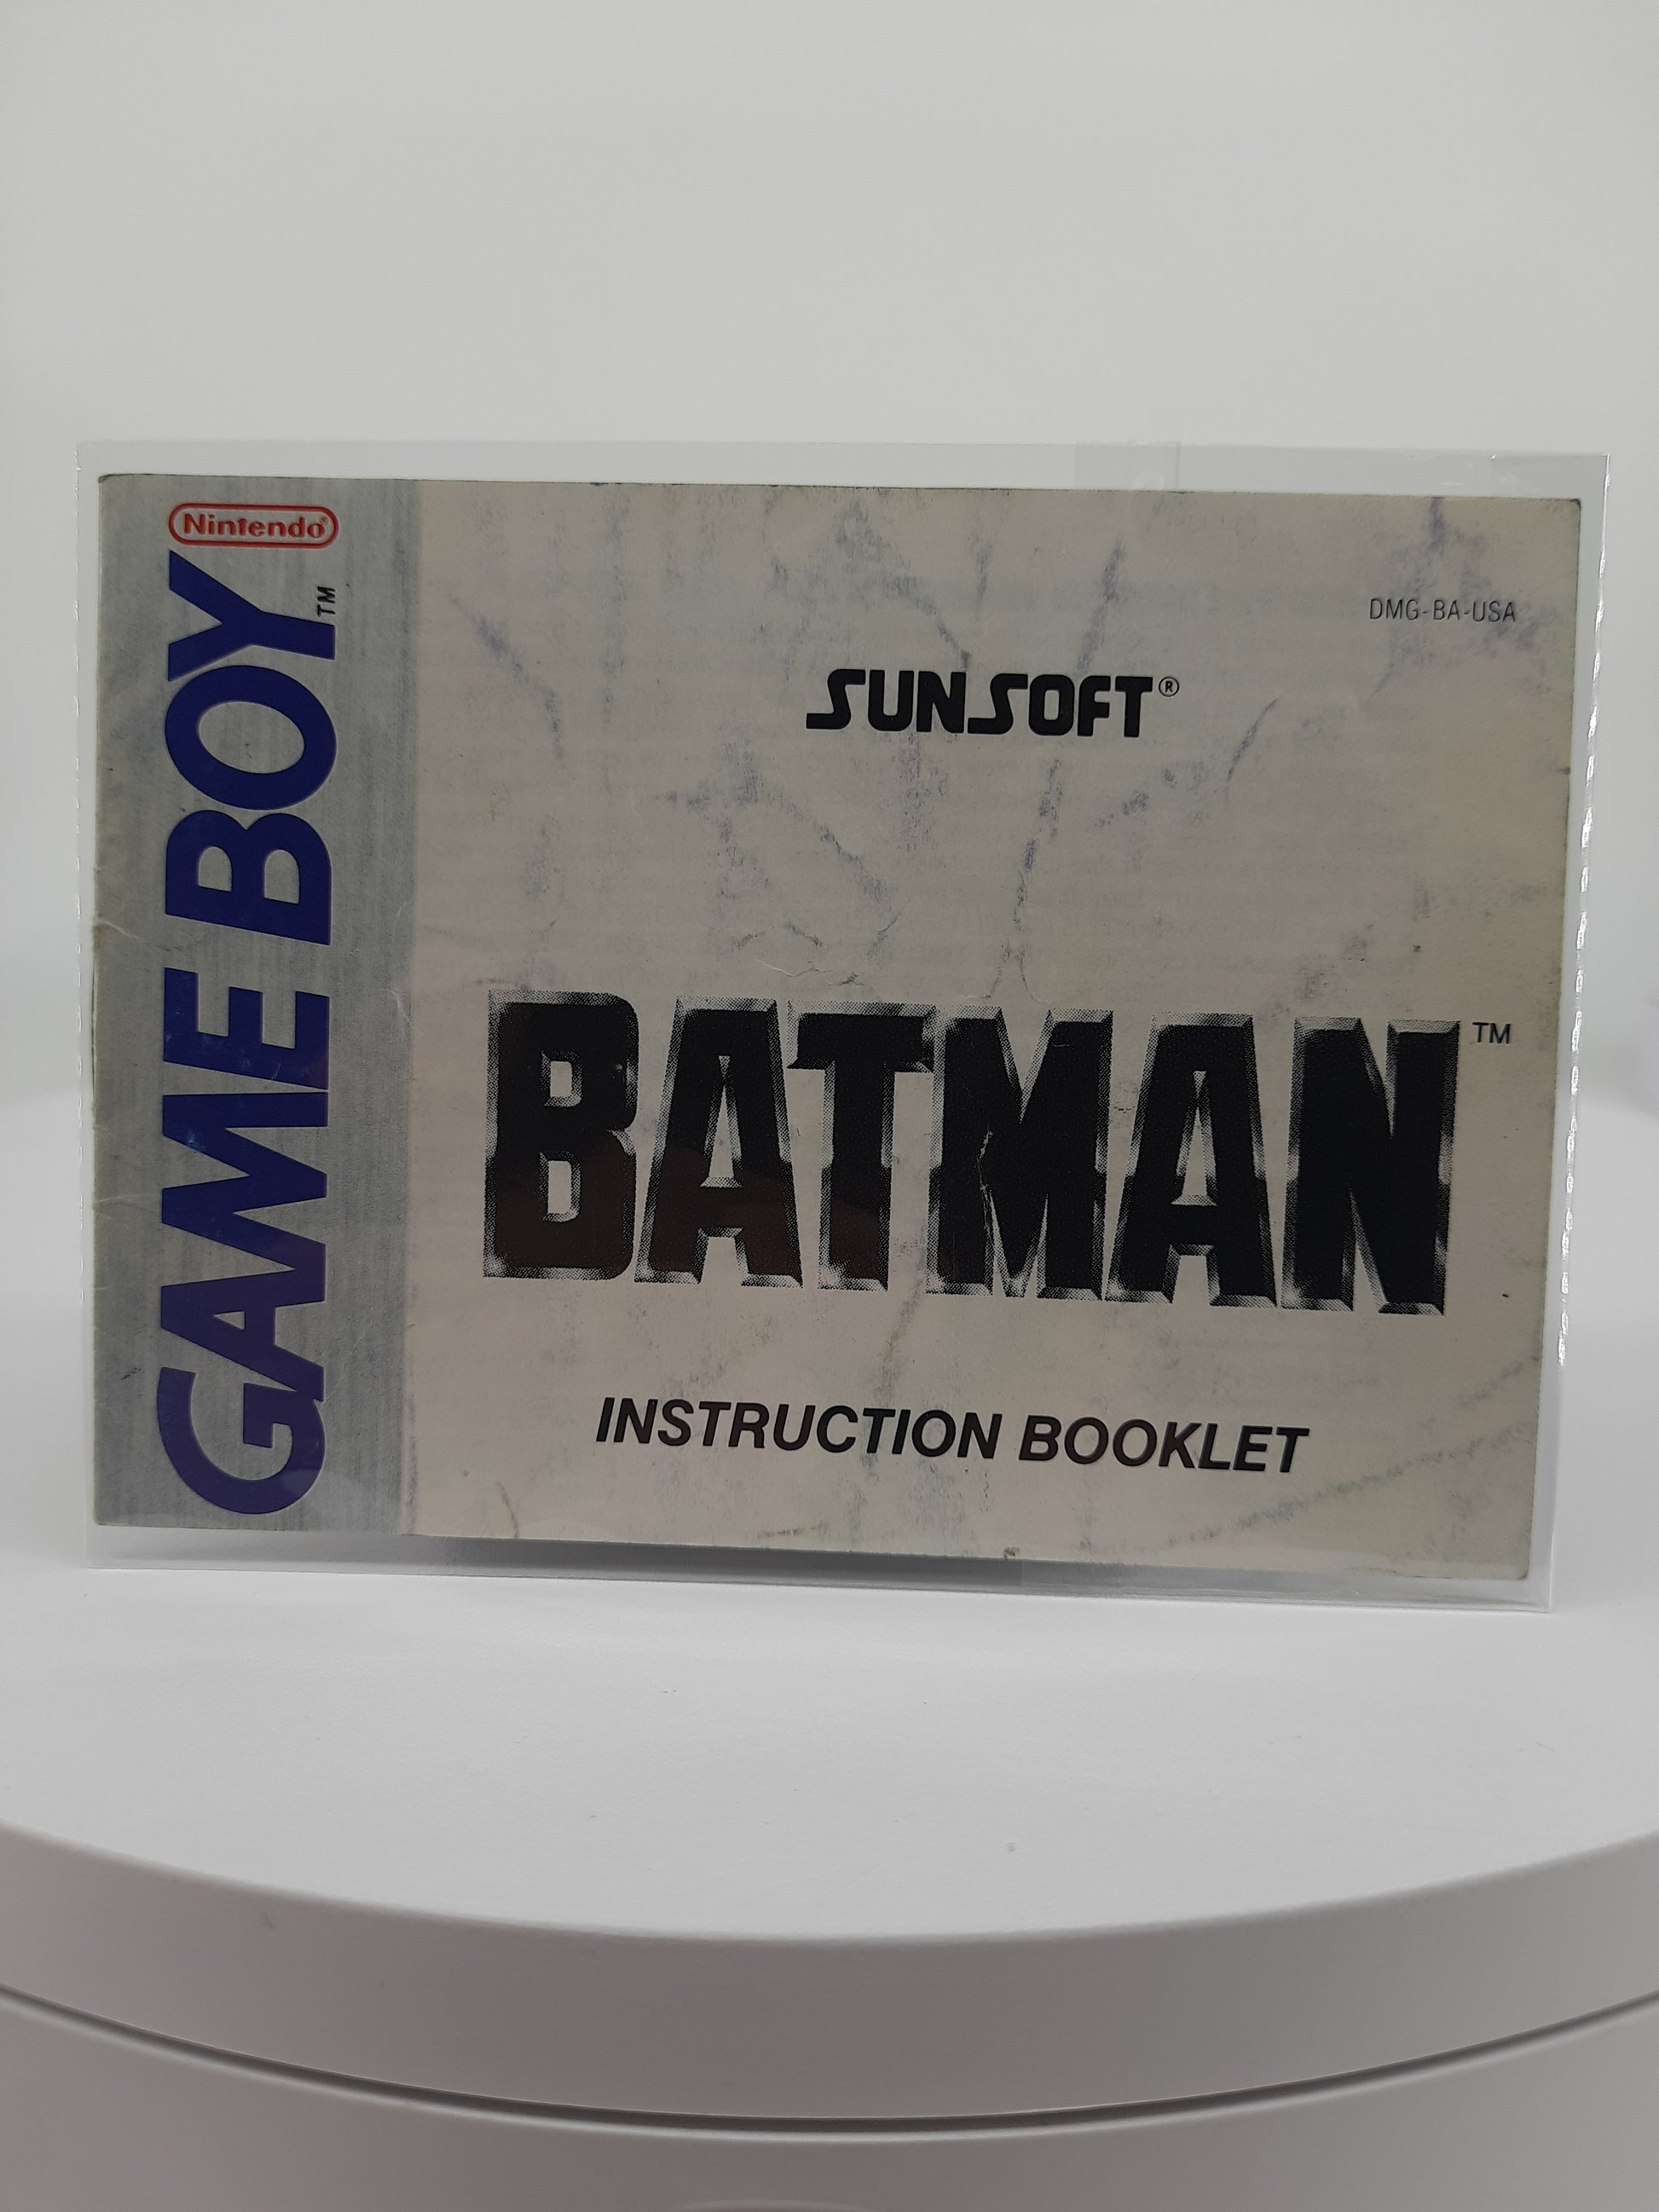 Nintendo®
GAME BOY™
DMG-BA-USA
SUNSOFT®
BATMAN™
INSTRUCTION BOOKLET